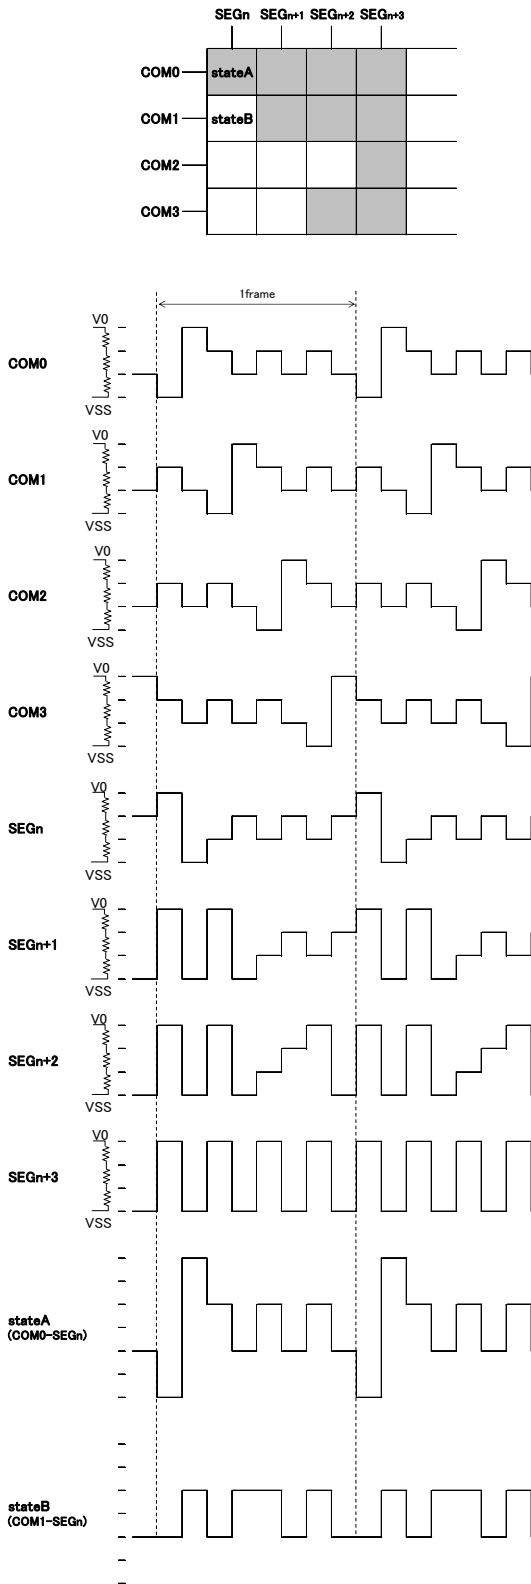 SEGn SEGn+1 SEGn+2 SEGn+3
COM0 stateA
COM1 stateB
COM2
COM3
1frame
V0
COM0
VSS
V0
COM1
VSS
V0
COM2
VSS
V0
COM3
VSS
V0
SEGn
VSS
V0
SEGn+1
VSS
V0
SEGn+2
VSS
V0
SEGn+3
VSS
stateA
(COM0-SEGn)
stateB
(COM1-SEGn)